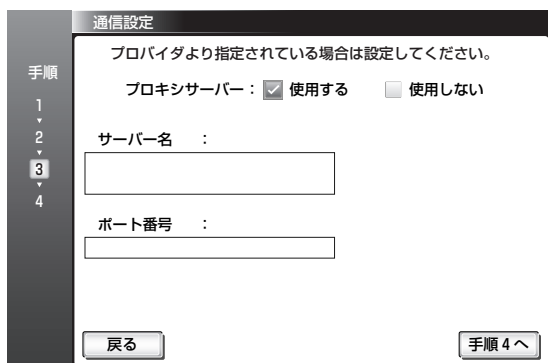 通信設定
プロバイダより指定されている場合は設定してください。
手順
1
2
3
4
プロキシサーバー： 使用する 使用しない
サーバー名 ：
ポート番号 ：
戻る 手順4へ